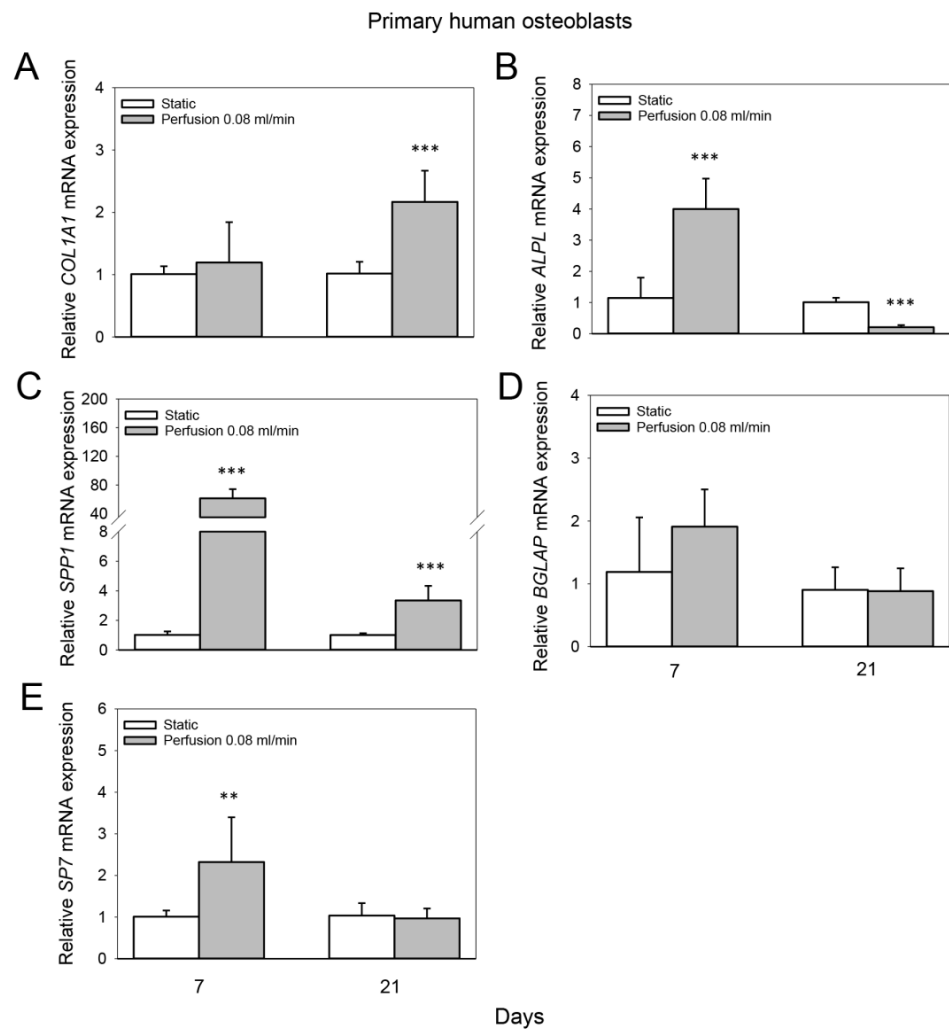 Primary human osteoblasts
A
Relative COL1A1 mRNA expression
4
3
2
1
0
Static
Perfusion 0.08 ml/min
***
B
Relative ALPL mRNA expression
8
7
6
5
4
3
2
1
0
Static
Perfusion 0.08 ml/min
***
***
C
Relative SPP1 mRNA expression
200
160
120
80
60
40
8
6
4
2
0
Static
Perfusion 0.08 ml/min
***
***
D
Relative BGLAP mRNA expression
4
3
2
1
0
Static
Perfusion 0.08 ml/min
7
21
E
Relative SP7 mRNA expression
6
5
4
3
2
1
0
Static
Perfusion 0.08 ml/min
**
7
21
Days